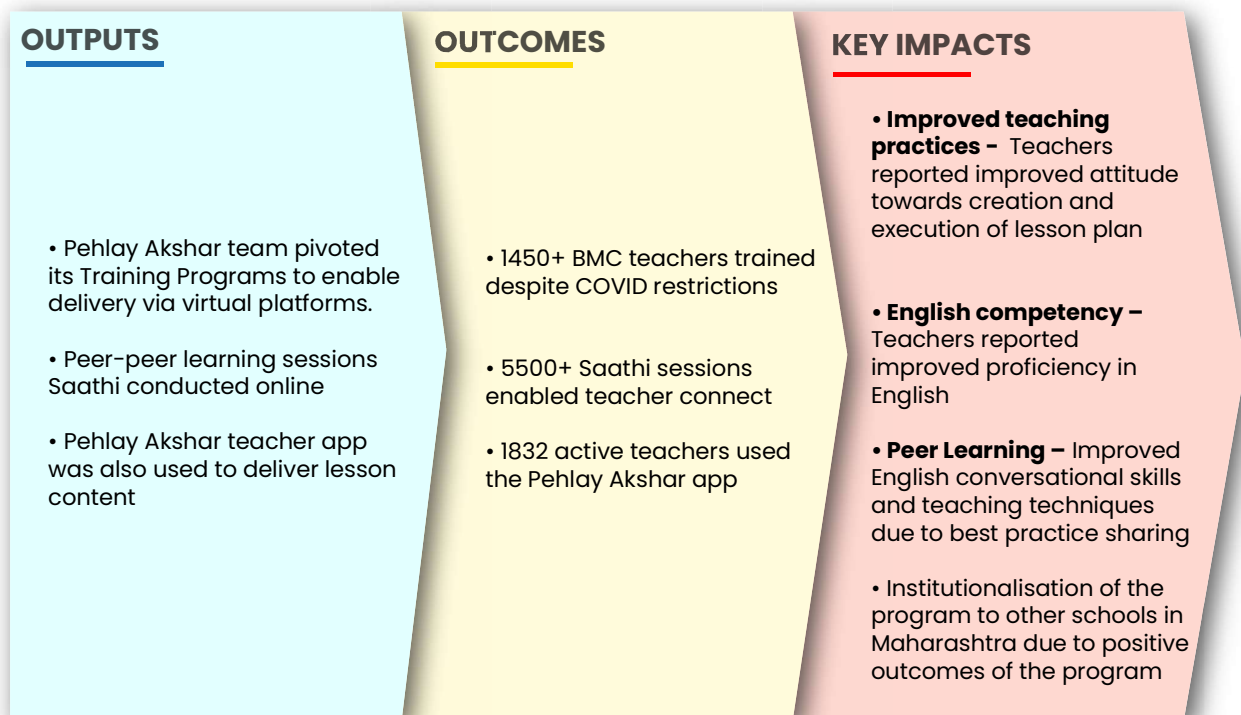 OUTPUTS
• Pehlay Akshar team pivoted
its Training Programs to enable
delivery via virtual platforms.
• Peer-peer learning sessions
Saathi conducted online
• Pehlay Akshar teacher app
was also used to deliver lesson
content
OUTCOMES
• 1450+ BMC teachers trained
despite COVID restrictions
• 5500+ Saathi sessions
enabled teacher connect
• 1832 active teachers used
the Pehlay Akshar app
KEY IMPACTS
• Improved teaching
practices - Teachers
reported improved attitude
towards creation and
execution of lesson plan
• English competency –
Teachers reported
improved proficiency in
English
• Peer Learning – Improved
English conversational skills
and teaching techniques
due to best practice sharing
• Institutionalisation of the
program to other schools in
Maharashtra due to positive
outcomes of the program